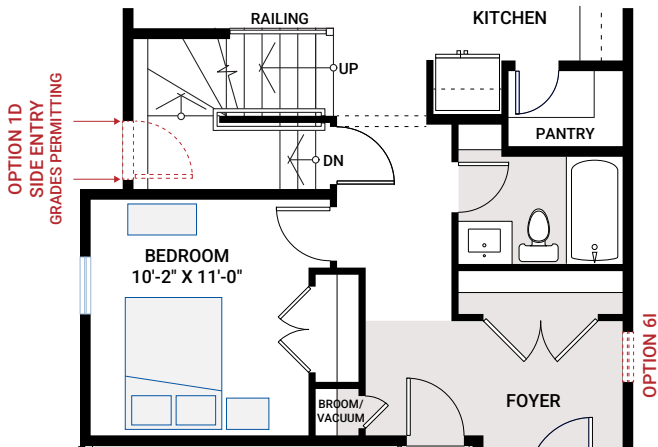 RAILING
KITCHEN
UP
PANTRY
DN
OPTION 1D
SIDE ENTRY
GRADES PERMITTING
BEDROOM
10'-2" X 11'-0"
OPTION 6I
BROOM/
VACUUM
FOYER